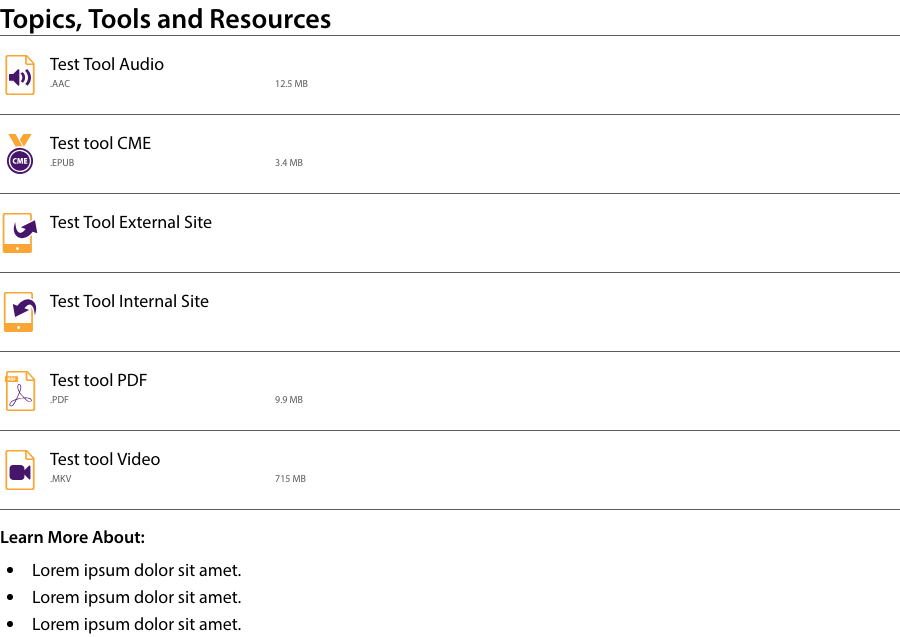 Topics, Tools and Resources
Test Tool Audio
.AAC 12.5 MB
Test tool CME
CME
.EPUB 3.4 MB
Test Tool External Site
Test Tool Internal Site
Test tool PDF
PDF
.PDF 9.9 MB
Test tool Video
.MKV 715 MB
Learn More About:
• Lorem ipsum dolor sit amet.
• Lorem ipsum dolor sit amet.
• Lorem ipsum dolor sit amet.